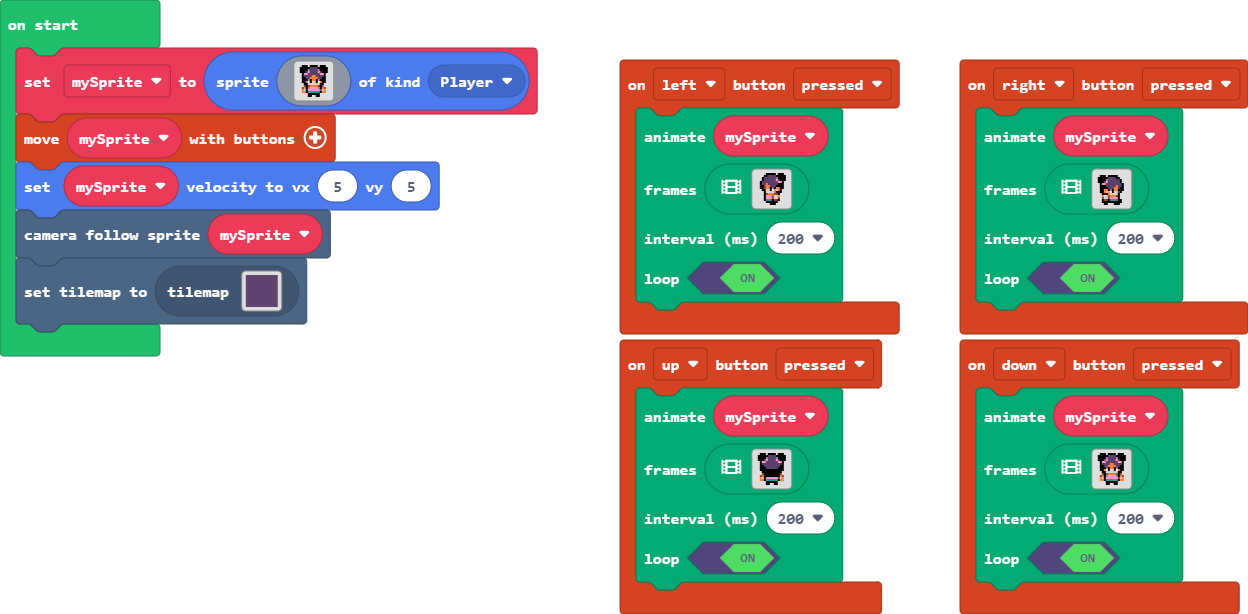 on start
set mySprite to sprite of kind Player
move mySprite with buttons
set mySprite velocity to vx 5 vy 5
camera follow sprite mySprite
set tilemap to tilemap
on left button pressed
animate mySprite
frames
interval (ms) 200
loop ON
on right button pressed
animate mySprite
frames
interval (ms) 200
loop ON
on up button pressed
animate mySprite
frames
interval (ms) 200
loop ON
on down button pressed
animate mySprite
frames
interval (ms) 200
loop ON